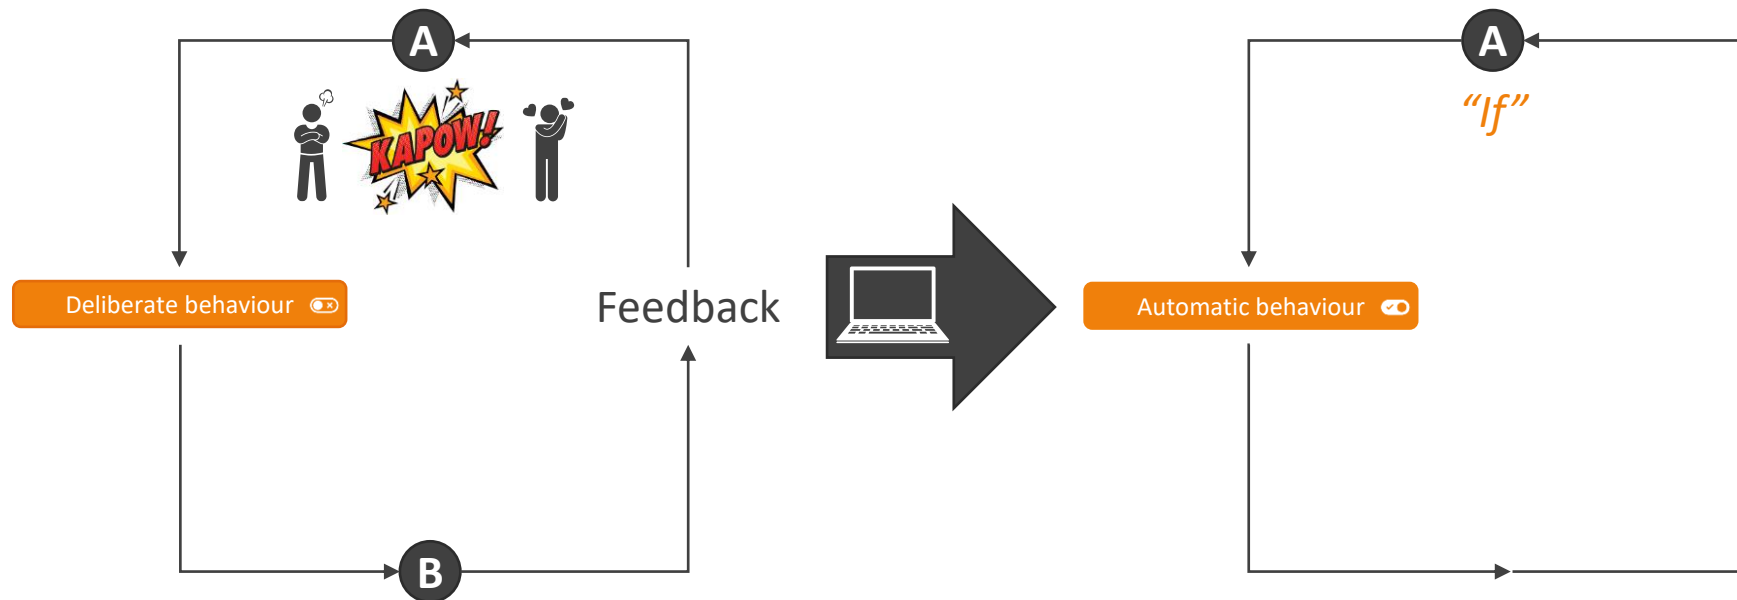 A
KAPOW!
Deliberate behaviour
Feedback
B
A
“If”
Automatic behaviour